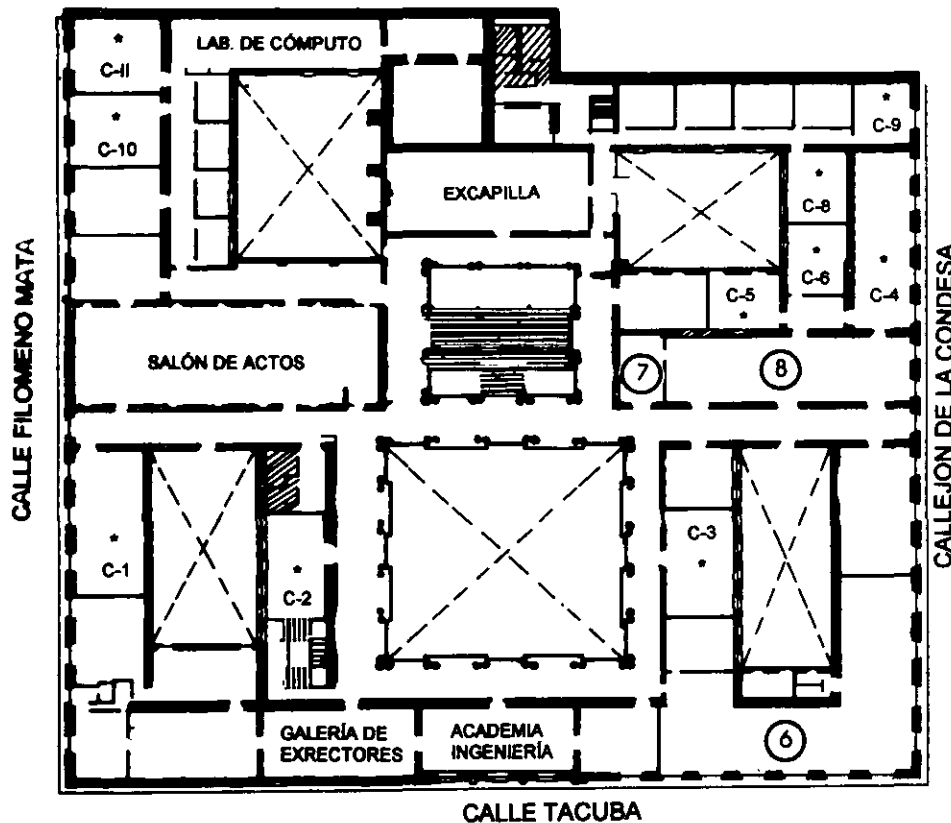 LAB. DE CÓMPUTO
*
C-11
*
C-10
*
C-9
EXCAPILLA
*
C-8
*
C-6
*
C-4
C-5
*
SALÓN DE ACTOS
7
8
CALLE FILOMENO MATA
CALLEJON DE LA CONDESA
*
C-1
*
C-2
C-3
*
GALERÍA DE
EXRECTORES
ACADEMIA
INGENIERÍA
6
CALLE TACUBA